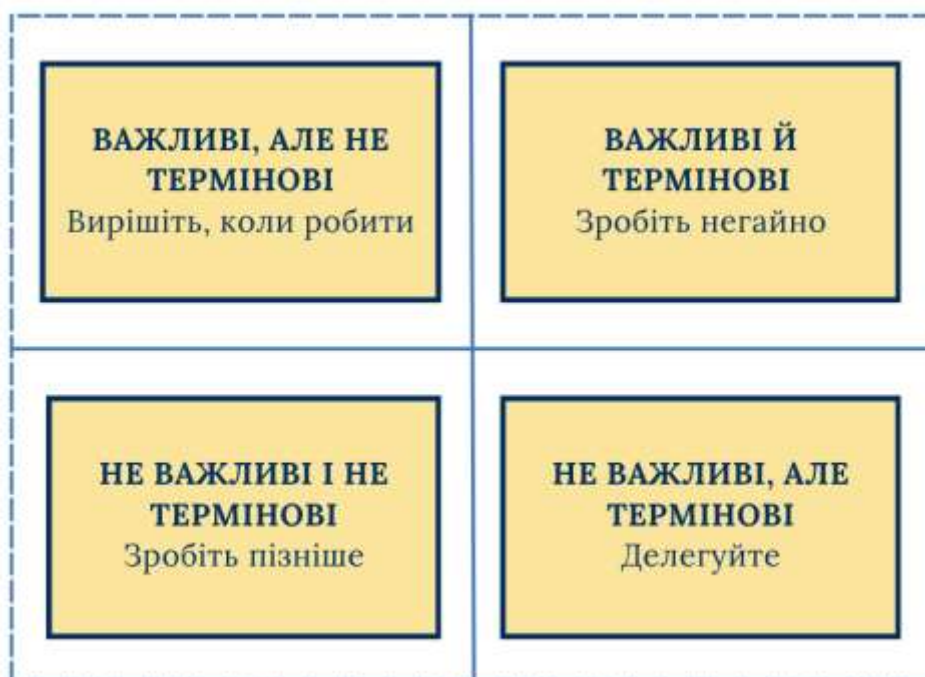 ВАЖЛИВІ, АЛЕ НЕ
ТЕРМІНОВІ
Вирішіть, коли робити
ВАЖЛИВІ Й
ТЕРМІНОВІ
Зробіть негайно
НЕ ВАЖЛИВІ І НЕ
ТЕРМІНОВІ
Зробіть пізніше
НЕ ВАЖЛИВІ, АЛЕ
ТЕРМІНОВІ
Делегуйте